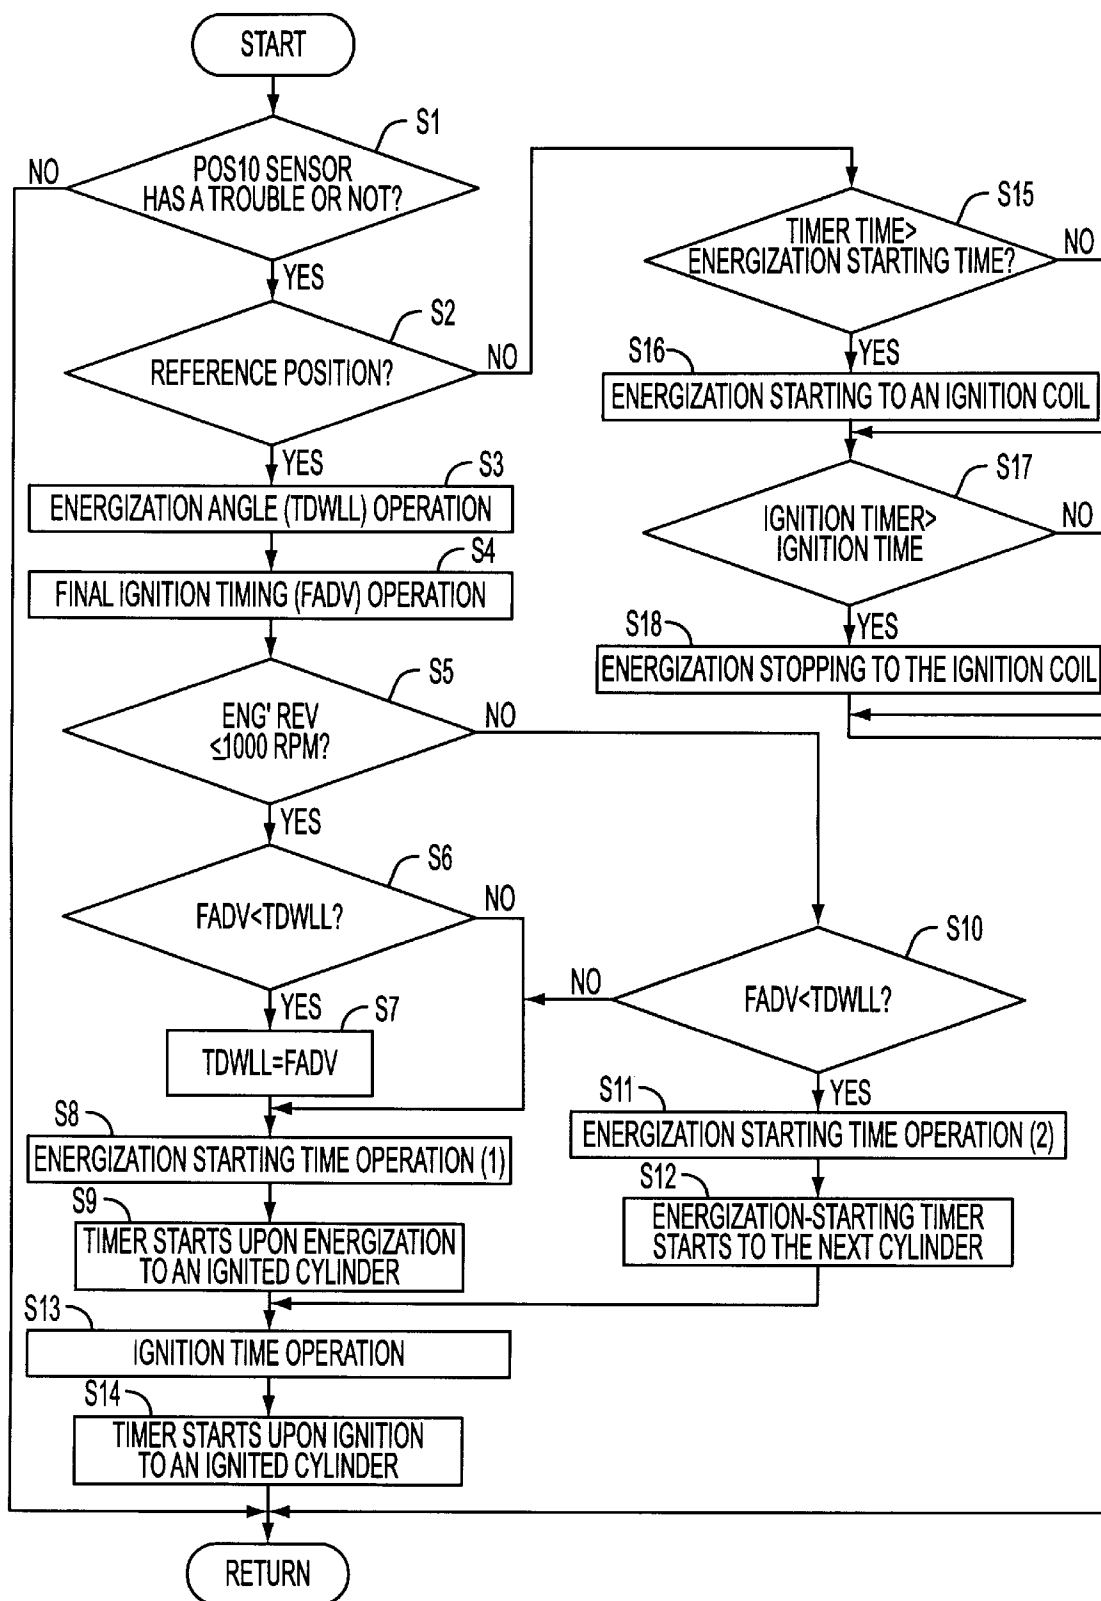 START
S1
NO
POS10 SENSOR
HAS A TROUBLE OR NOT?
YES
S2
REFERENCE POSITION?
NO
YES
S3
ENERGIZATION ANGLE (TDWLL) OPERATION
S4
FINAL IGNITION TIMING (FADV) OPERATION
S5
ENG' REV
≤1000 RPM?
NO
YES
S6
FADV<TDWLL?
NO
YES
S7
TDWLL=FADV
S8
ENERGIZATION STARTING TIME OPERATION (1)
S9
TIMER STARTS UPON ENERGIZATION
TO AN IGNITED CYLINDER
S10
NO
FADV<TDWLL?
YES
S11
ENERGIZATION STARTING TIME OPERATION (2)
S12
ENERGIZATION-STARTING TIMER
STARTS TO THE NEXT CYLINDER
S13
IGNITION TIME OPERATION
S14
TIMER STARTS UPON IGNITION
TO AN IGNITED CYLINDER
RETURN
S15
TIMER TIME>
ENERGIZATION STARTING TIME?
NO
YES
S16
ENERGIZATION STARTING TO AN IGNITION COIL
S17
IGNITION TIMER>
IGNITION TIME
NO
YES
S18
ENERGIZATION STOPPING TO THE IGNITION COIL